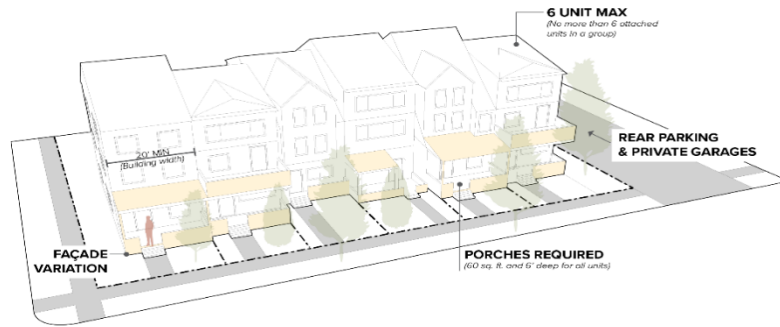 6 UNIT MAX
(No more than 6 attached
units in a group)
20' MIN
(Building width)
REAR PARKING
& PRIVATE GARAGES
FAÇADE
VARIATION
PORCHES REQUIRED
(60 sq. ft. and 6' deep for all units)